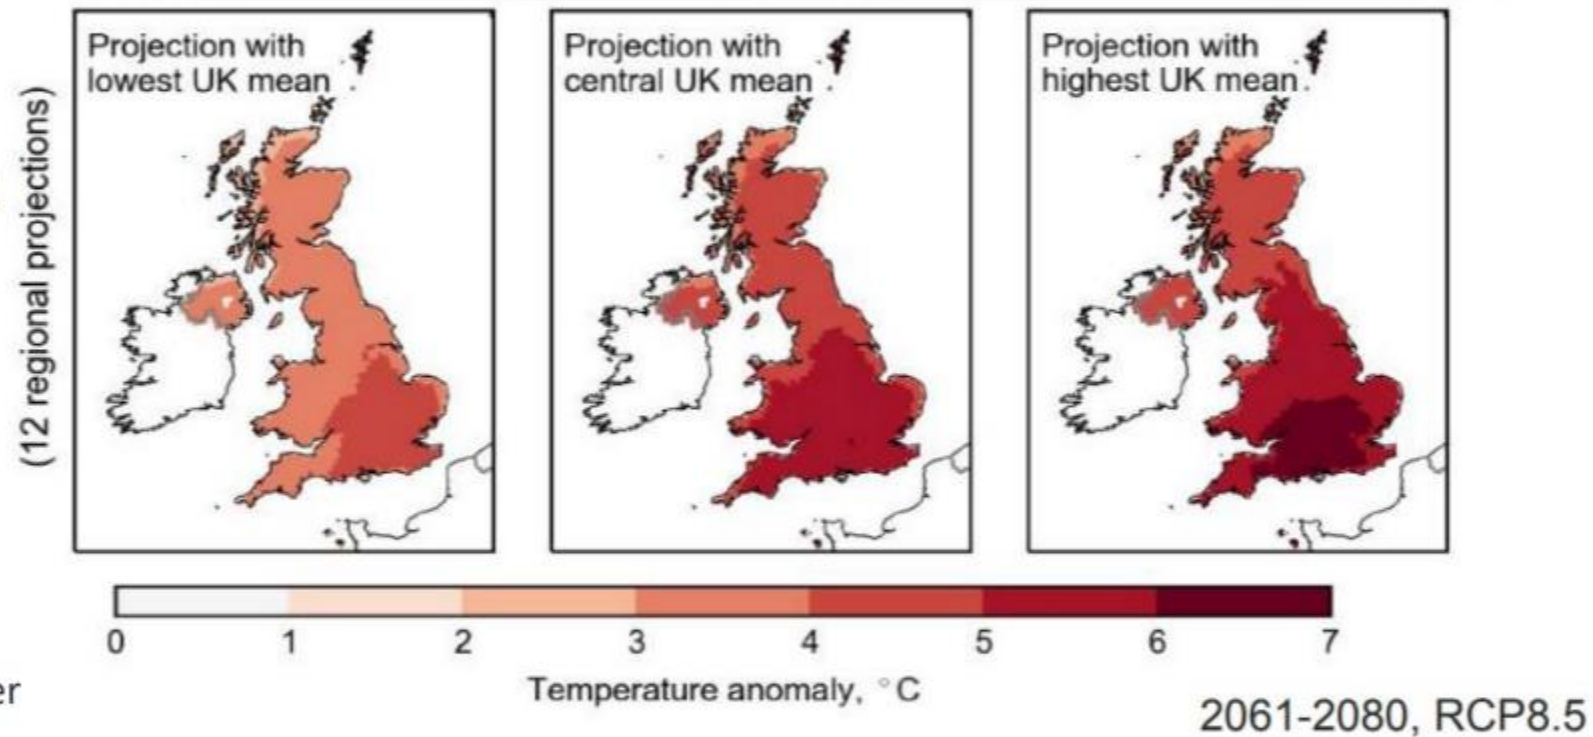 Projection with
lowest UK mean
Projection with
central UK mean
Projection with
highest UK mean
(12 regional projections)
0 1 2 3 4 5 6 7
Temperature anomaly, °C
er
2061-2080, RCP8.5